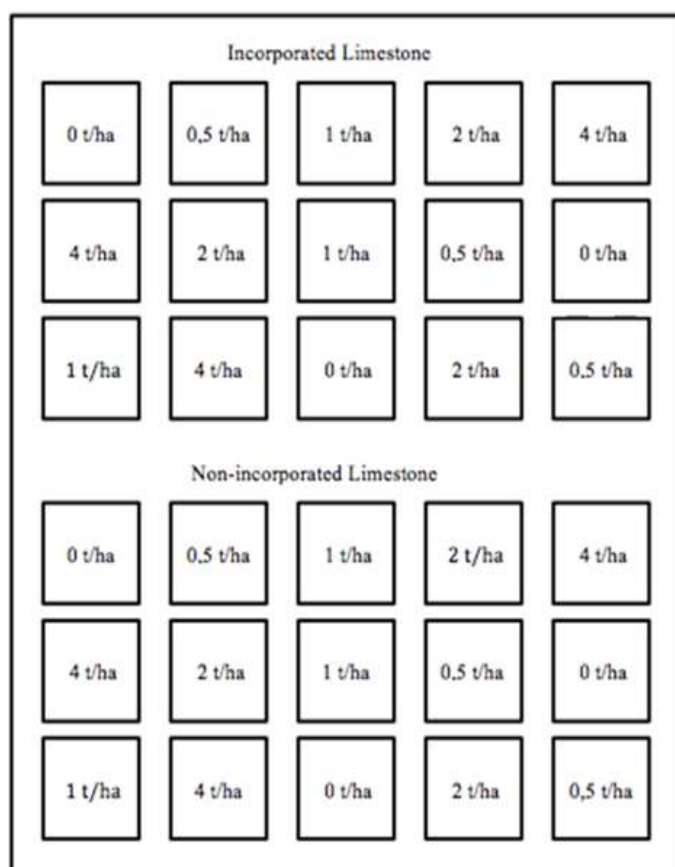 Incorporated Limestone
0 t/ha 0,5 t/ha 1 t/ha 2 t/ha 4 t/ha
4 t/ha 2 t/ha 1 t/ha 0,5 t/ha 0 t/ha
1 t/ha 4 t/ha 0 t/ha 2 t/ha 0,5 t/ha
Non-incorporated Limestone
0 t/ha 0,5 t/ha 1 t/ha 2 t/ha 4 t/ha
4 t/ha 2 t/ha 1 t/ha 0,5 t/ha 0 t/ha
1 t/ha 4 t/ha 0 t/ha 2 t/ha 0,5 t/ha